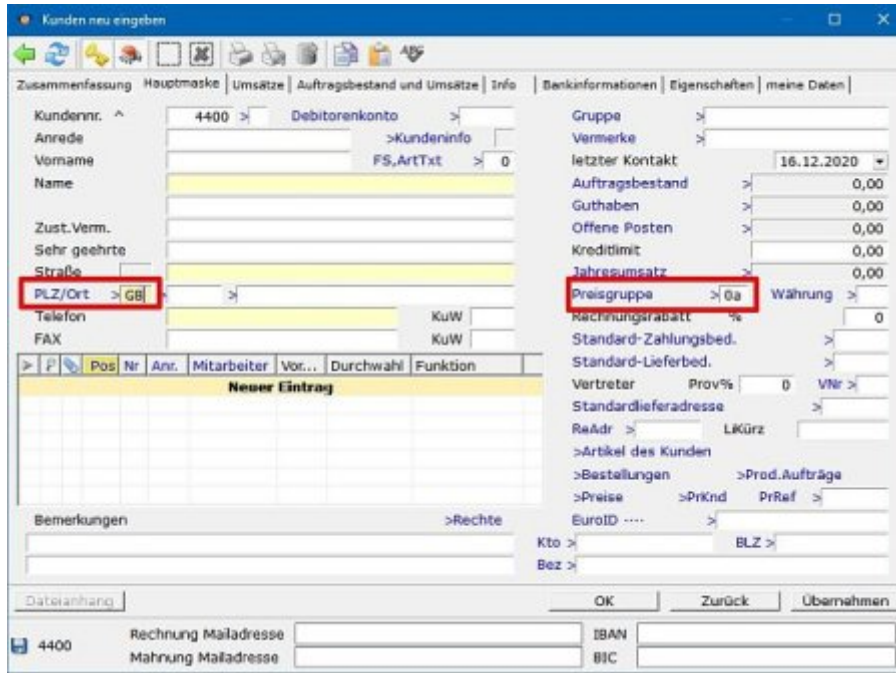 Kunden neu eingeben
Zusammenfassung Hauptmaske Umsätze Auftragsbestand und Umsätze Info Bankinformationen Eigenschaften meine Daten
Kundennr. ^ 4400 > Debitorenkonto > Gruppe >
Anrede >Kundeninfo Vermerke >
Vorname FS,ArtTxt > 0 letzter Kontakt 16.12.2020
Name Auftragsbestand > 0,00
Guthaben > 0,00
Zust.Verm. Offene Posten > 0,00
Sehr geehrte Kreditlimit 0,00
Straße Jahresumsatz > 0,00
PLZ/Ort > GB > > Preisgruppe > 0a Währung >
Telefon KuW Rechnungsrabatt % 0
FAX KuW Standard-Zahlungsbed. >
> Pos Nr Anr. Mitarbeiter Vor... Durchwahl Funktion Standard-Lieferbed. >
Neuer Eintrag Vertreter Prov% 0 VNr >
Standardlieferadresse >
ReAdr > LiKürz
>Artikel des Kunden
>Bestellungen >Prod.Aufträge
>Preise >PrKnd PrRef >
Bemerkungen >Rechte EuroID ---- >
Kto > BLZ >
Bez >
Dateianhang OK Zurück Übernehmen
4400 Rechnung Mailadresse IBAN
Mahnung Mailadresse BIC